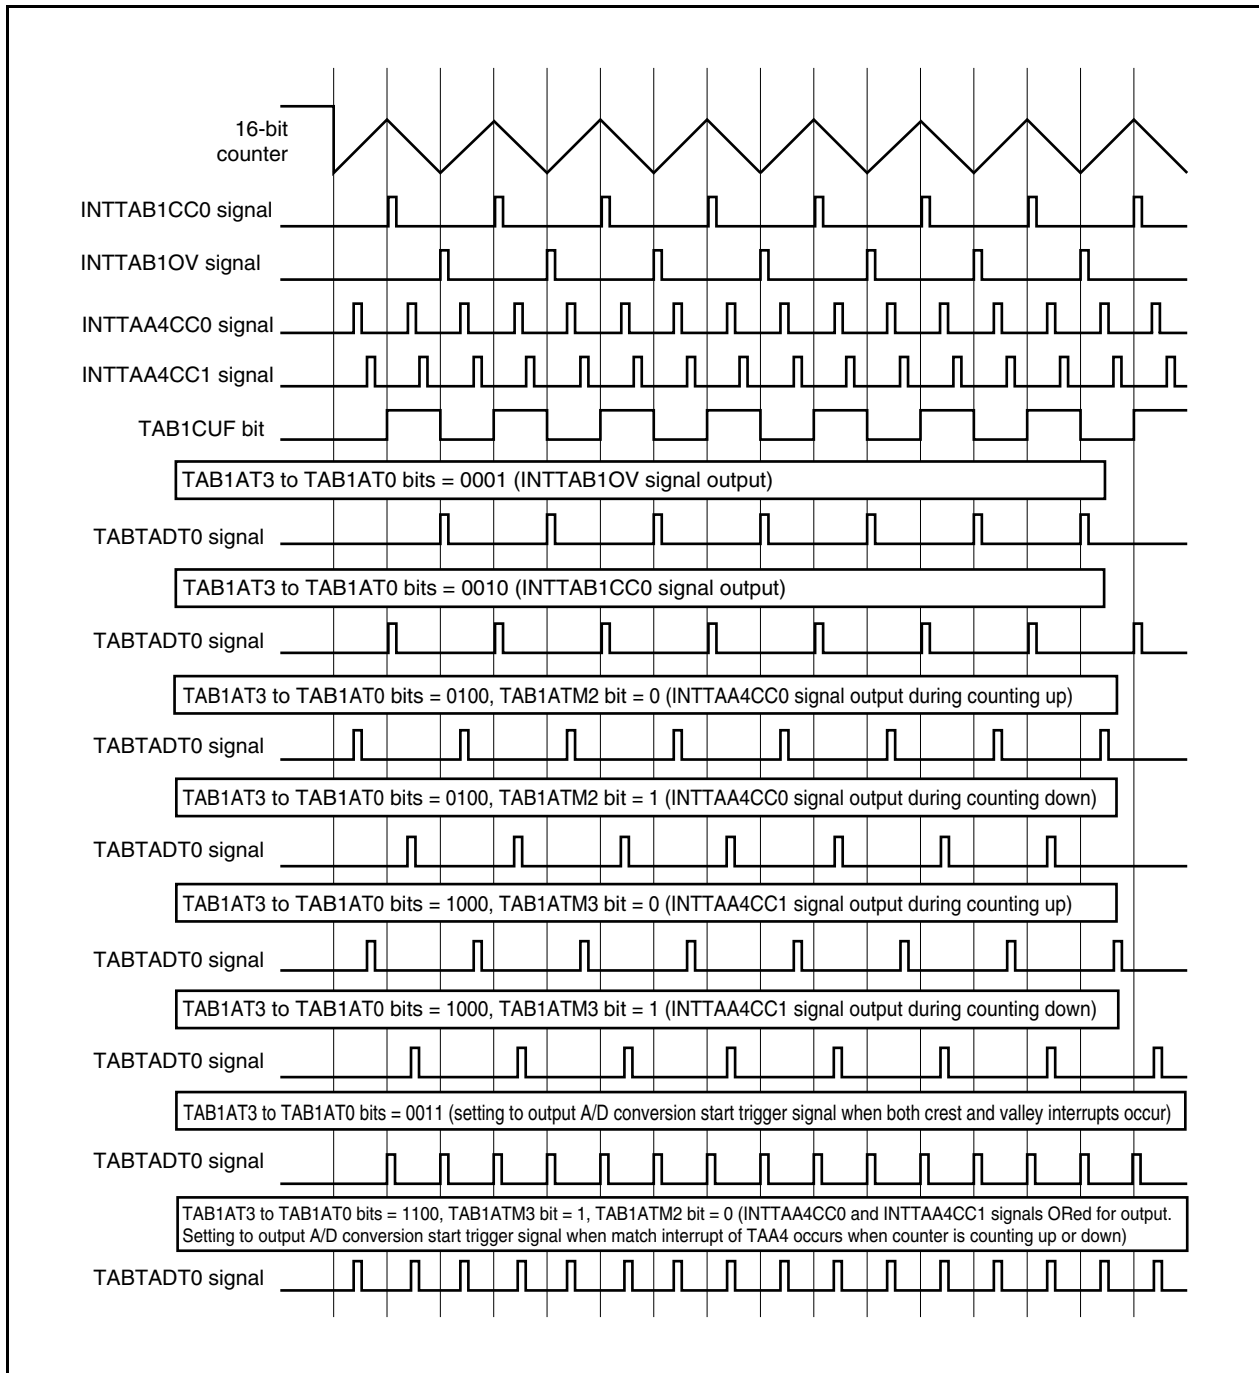 16-bit
counter
INTTAB1CC0 signal
INTTAB1OV signal
INTTAA4CC0 signal
INTTAA4CC1 signal
TAB1CUF bit
TAB1AT3 to TAB1AT0 bits = 0001 (INTTAB1OV signal output)
TABTADT0 signal
TAB1AT3 to TAB1AT0 bits = 0010 (INTTAB1CC0 signal output)
TABTADT0 signal
TAB1AT3 to TAB1AT0 bits = 0100, TAB1ATM2 bit = 0 (INTTAA4CC0 signal output during counting up)
TABTADT0 signal
TAB1AT3 to TAB1AT0 bits = 0100, TAB1ATM2 bit = 1 (INTTAA4CC0 signal output during counting down)
TABTADT0 signal
TAB1AT3 to TAB1AT0 bits = 1000, TAB1ATM3 bit = 0 (INTTAA4CC1 signal output during counting up)
TABTADT0 signal
TAB1AT3 to TAB1AT0 bits = 1000, TAB1ATM3 bit = 1 (INTTAA4CC1 signal output during counting down)
TABTADT0 signal
TAB1AT3 to TAB1AT0 bits = 0011 (setting to output A/D conversion start trigger signal when both crest and valley interrupts occur)
TABTADT0 signal
TAB1AT3 to TAB1AT0 bits = 1100, TAB1ATM3 bit = 1, TAB1ATM2 bit = 0 (INTTAA4CC0 and INTTAA4CC1 signals ORed for output.
Setting to output A/D conversion start trigger signal when match interrupt of TAA4 occurs when counter is counting up or down)
TABTADT0 signal